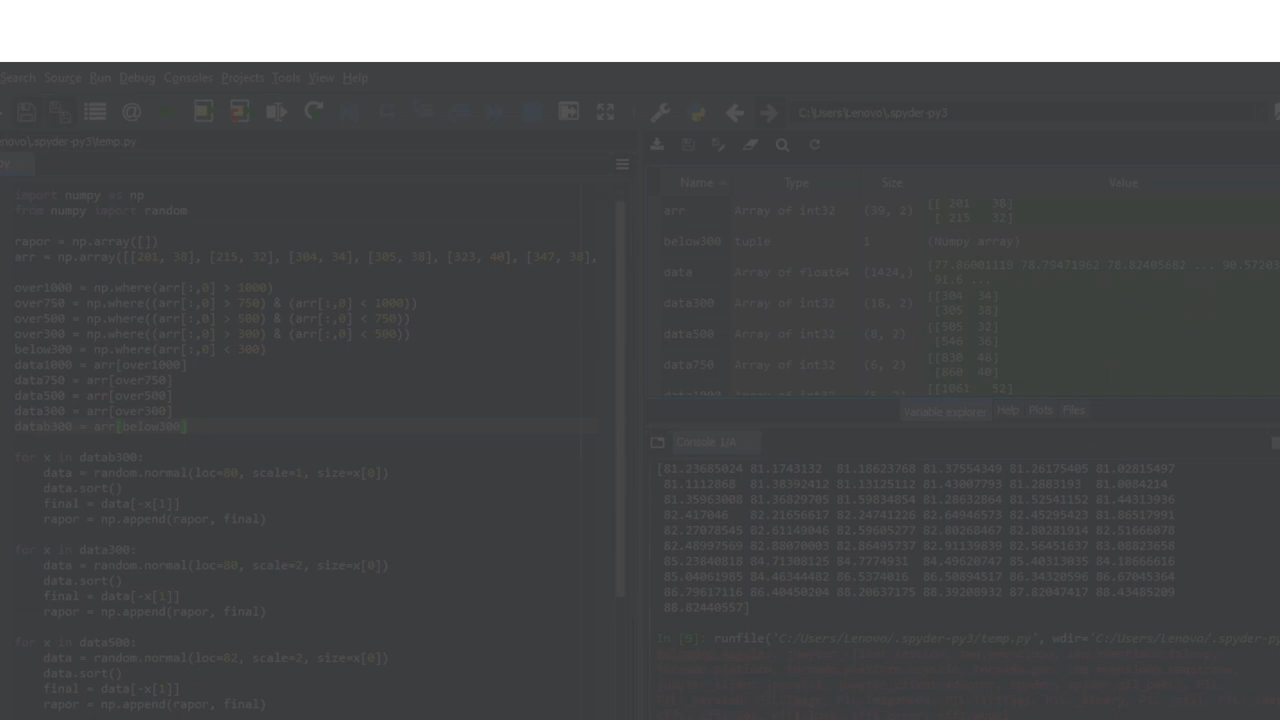 Search Source Run Debug Consoles Projects Tools View Help
C:\Users\Lenovo\.spyder-py3
enovo\.spyder-py3\temp.py
py
import numpy as np
from numpy import random
rapor = np.array([])
arr = np.array([[201, 38], [215, 32], [304, 34], [305, 38], [323, 40], [347, 38],
over1000 = np.where(arr[:,0] > 1000)
over750 = np.where((arr[:,0] > 750) & (arr[:,0] < 1000))
over500 = np.where((arr[:,0] > 500) & (arr[:,0] < 750))
over300 = np.where((arr[:,0] > 300) & (arr[:,0] < 500))
below300 = np.where(arr[:,0] < 300)
data1000 = arr[over1000]
data750 = arr[over750]
data500 = arr[over500]
data300 = arr[over300]
datab300 = arr[below300]
for x in datab300:
data = random.normal(loc=80, scale=1, size=x[0])
data.sort()
final = data[-x[1]]
rapor = np.append(rapor, final)
for x in data300:
data = random.normal(loc=80, scale=2, size=x[0])
data.sort()
final = data[-x[1]]
rapor = np.append(rapor, final)
for x in data500:
data = random.normal(loc=82, scale=2, size=x[0])
data.sort()
final = data[-x[1]]
rapor = np.append(rapor, final)
Name Type Size Value
arr Array of int32 (39, 2) [[ 201 38]
[ 215 32]
below300 tuple 1 (Numpy array)
data Array of float64 (1424,) [77.86001119 78.79471962 78.82405682 ... 90.57203
91.6 ...
data300 Array of int32 (18, 2) [[304 34]
[305 38]
data500 Array of int32 (8, 2) [[505 32]
[546 36]
data750 Array of int32 (6, 2) [[830 46]
[860 40]
[[1061 52]
Variable explorer Help Plots Files
Console 1/A
[81.23685024 81.1743132 81.18623768 81.37554349 81.26175405 81.02815497
81.1112868 81.38392412 81.13125112 81.43007793 81.2883193 81.0084214
81.35963008 81.36829705 81.59834854 81.28632864 81.52541152 81.44313936
82.417046 82.21656617 82.24741226 82.64946573 82.45295423 81.86517991
82.27078545 82.61149046 82.59605277 82.80268467 82.80281914 82.51666078
82.48997569 82.88070003 82.86495737 82.91139839 82.56451637 83.08823658
85.23840818 84.71308125 84.7774931 84.49620747 85.40313035 84.18666616
85.04061985 84.46344482 86.5374016 86.50894517 86.34320596 86.67045364
86.79617116 86.40450204 88.20637175 88.39208932 87.82047417 88.43485209
88.82440557]
In [9]: runfile('C:/Users/Lenovo/.spyder-py3/temp.py', wdir='C:/Users/Lenovo/.spyder-py